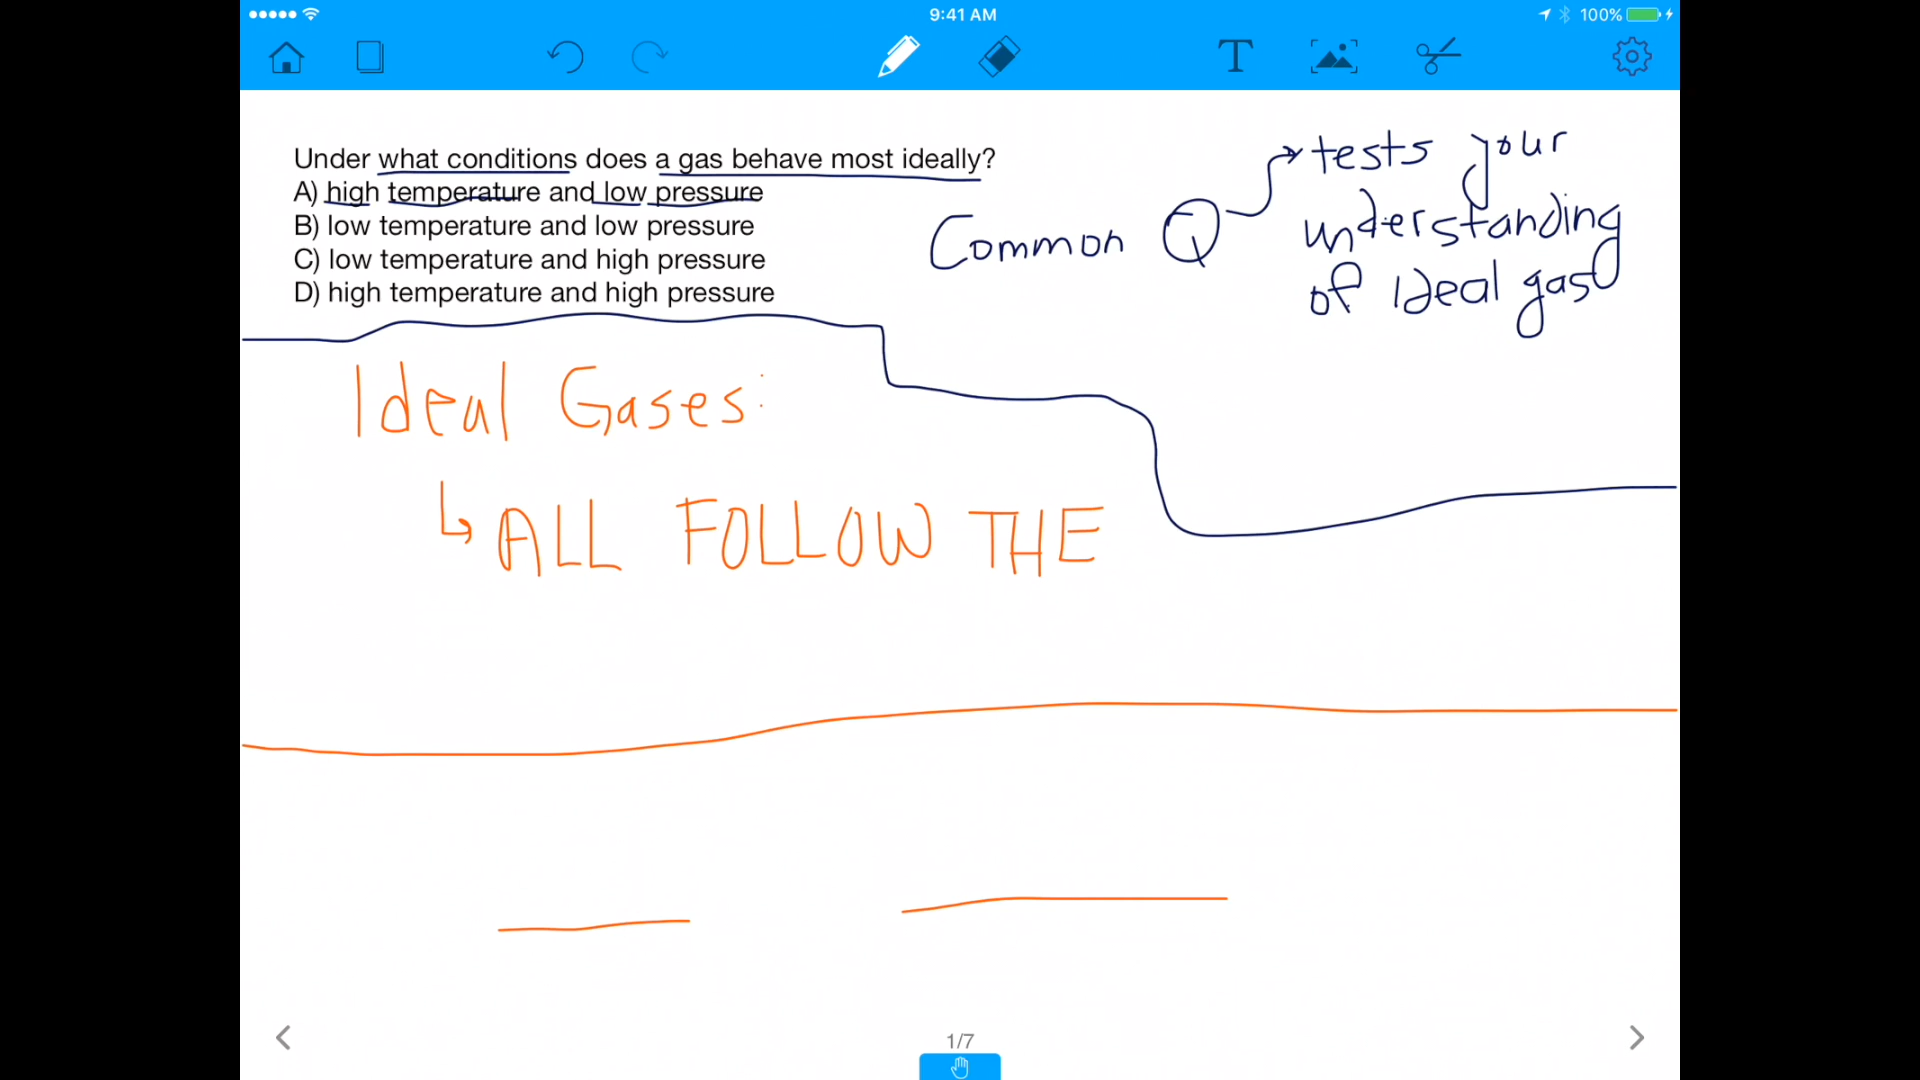 9:41 AM
100%
T
Under what conditions does a gas behave most ideally?
A) high temperature and low pressure
B) low temperature and low pressure
C) low temperature and high pressure
D) high temperature and high pressure
Common Q
tests your
understanding
of ideal gas
Ideal Gases:
ALL FOLLOW THE
1/7